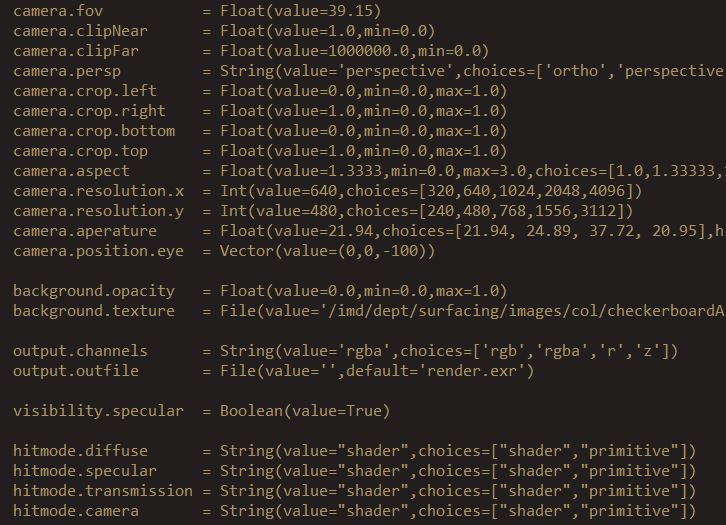 camera.fov = Float(value=39.15)
camera.clipNear = Float(value=1.0,min=0.0)
camera.clipFar = Float(value=1000000.0,min=0.0)
camera.persp = String(value='perspective',choices=['ortho','perspective
camera.crop.left = Float(value=0.0,min=0.0,max=1.0)
camera.crop.right = Float(value=1.0,min=0.0,max=1.0)
camera.crop.bottom = Float(value=0.0,min=0.0,max=1.0)
camera.crop.top = Float(value=1.0,min=0.0,max=1.0)
camera.aspect = Float(value=1.3333,min=0.0,max=3.0,choices=[1.0,1.33333,
camera.resolution.x = Int(value=640,choices=[320,640,1024,2048,4096])
camera.resolution.y = Int(value=480,choices=[240,480,768,1556,3112])
camera.aperature = Float(value=21.94,choices=[21.94, 24.89, 37.72, 20.95],h
camera.position.eye = Vector(value=(0,0,-100))
background.opacity = Float(value=0.0,min=0.0,max=1.0)
background.texture = File(value='/imd/dept/surfacing/images/col/checkerboardA
output.channels = String(value='rgba',choices=['rgb','rgba','r','z'])
output.outfile = File(value='',default='render.exr')
visibility.specular = Boolean(value=True)
hitmode.diffuse = String(value="shader",choices=["shader","primitive"])
hitmode.specular = String(value="shader",choices=["shader","primitive"])
hitmode.transmission = String(value="shader",choices=["shader","primitive"])
hitmode.camera = String(value="shader",choices=["shader","primitive"])